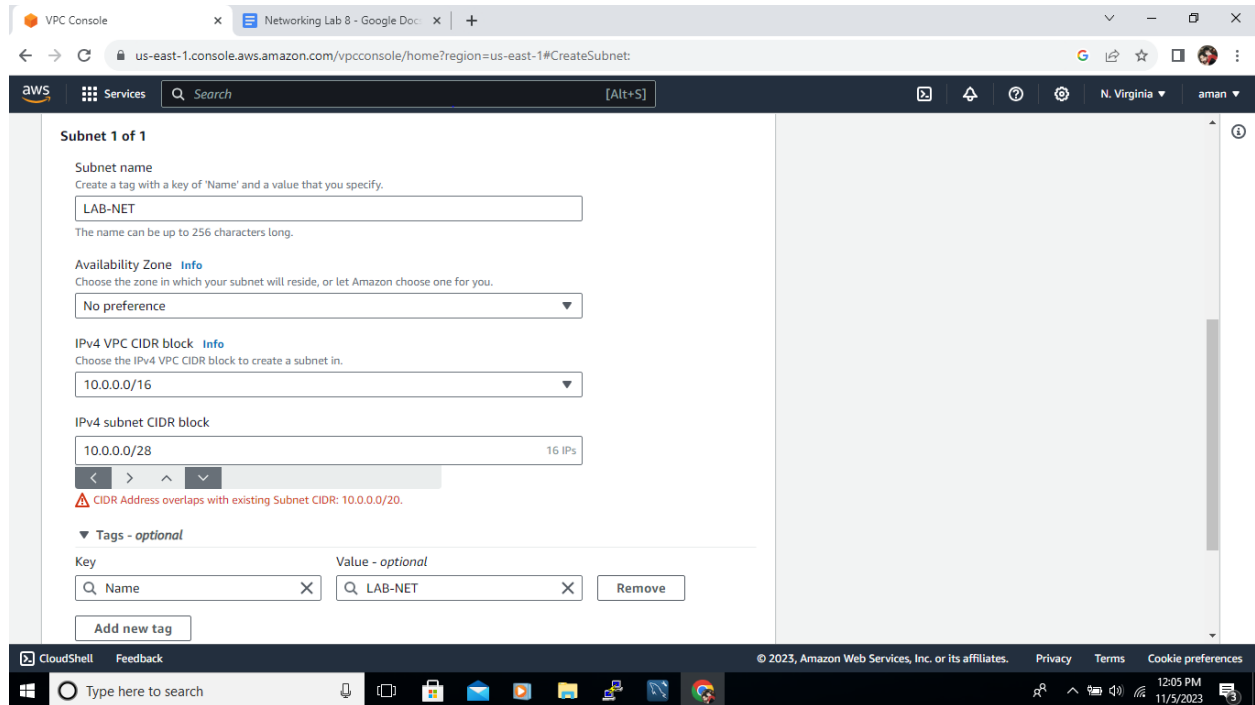 VPC Console
Networking Lab 8 - Google Doc
us-east-1.console.aws.amazon.com/vpcconsole/home?region=us-east-1#CreateSubnet:
aws Services Search [Alt+S] N. Virginia aman
Subnet 1 of 1
Subnet name
Create a tag with a key of 'Name' and a value that you specify.
LAB-NET
The name can be up to 256 characters long.
Availability Zone Info
Choose the zone in which your subnet will reside, or let Amazon choose one for you.
No preference
IPv4 VPC CIDR block Info
Choose the IPv4 VPC CIDR block to create a subnet in.
10.0.0.0/16
IPv4 subnet CIDR block
10.0.0.0/28 16 IPs
CIDR Address overlaps with existing Subnet CIDR: 10.0.0.0/20.
Tags - optional
Key Value - optional
Name LAB-NET Remove
Add new tag
CloudShell Feedback © 2023, Amazon Web Services, Inc. or its affiliates. Privacy Terms Cookie preferences
Type here to search 12:05 PM
11/5/2023 3